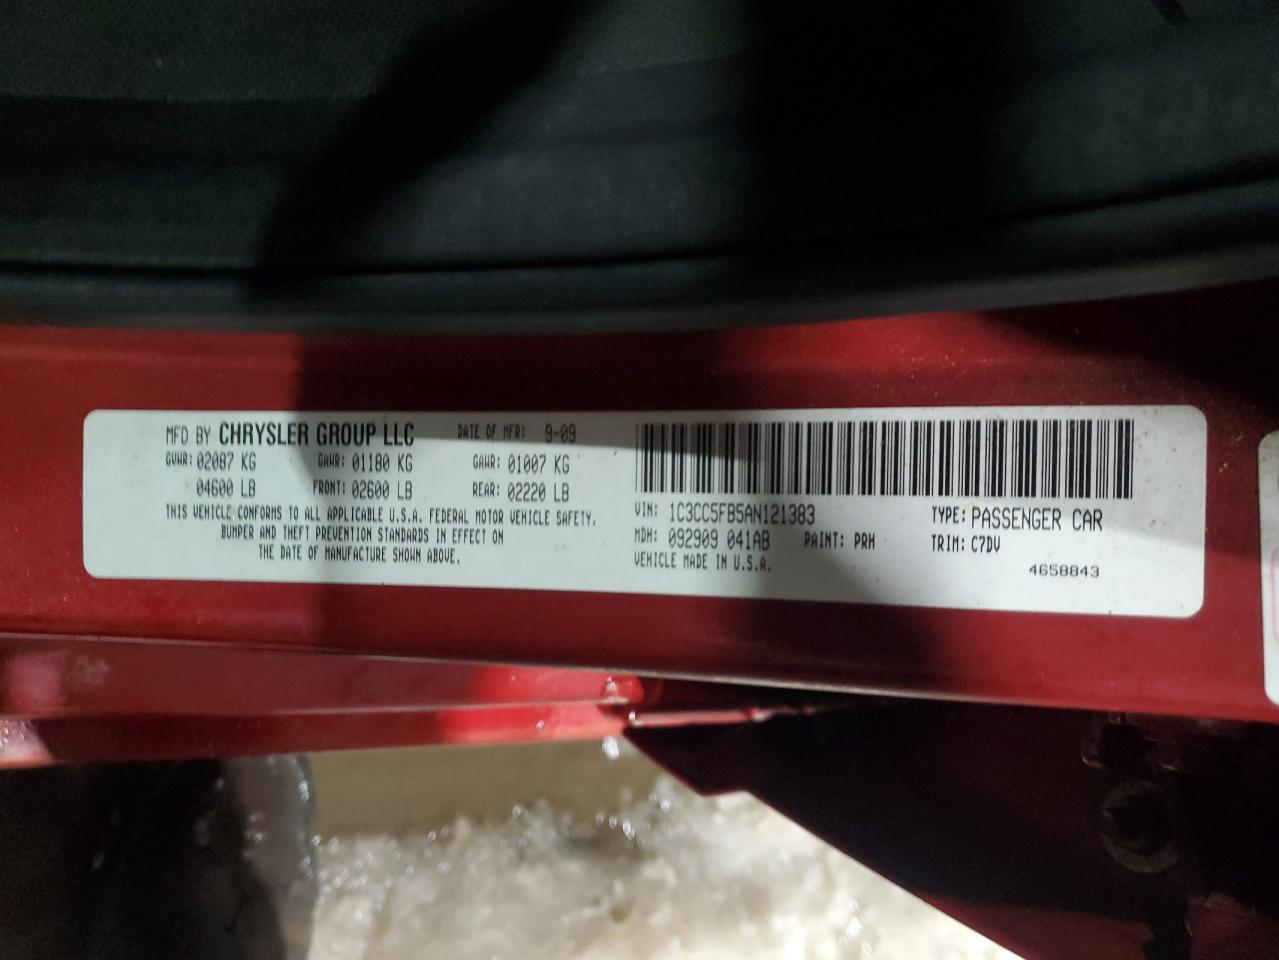 MFD BY CHRYSLER GROUP LLC DATE OF MFR: 9-09
GVWR: 02087 KG GAWR: 01180 KG GAWR: 01007 KG
04600 LB FRONT: 02600 LB REAR: 02220 LB
THIS VEHICLE CONFORMS TO ALL APPLICABLE U.S.A. FEDERAL MOTOR VEHICLE SAFETY,
BUMPER AND THEFT PREVENTION STANDARDS IN EFFECT ON
THE DATE OF MANUFACTURE SHOWN ABOVE.
VIN: 1C3CC5FB5AN121383 TYPE: PASSENGER CAR
MDH: 092909 041AB PAINT: PRH TRIM: C7DV
VEHICLE MADE IN U.S.A.
4658843